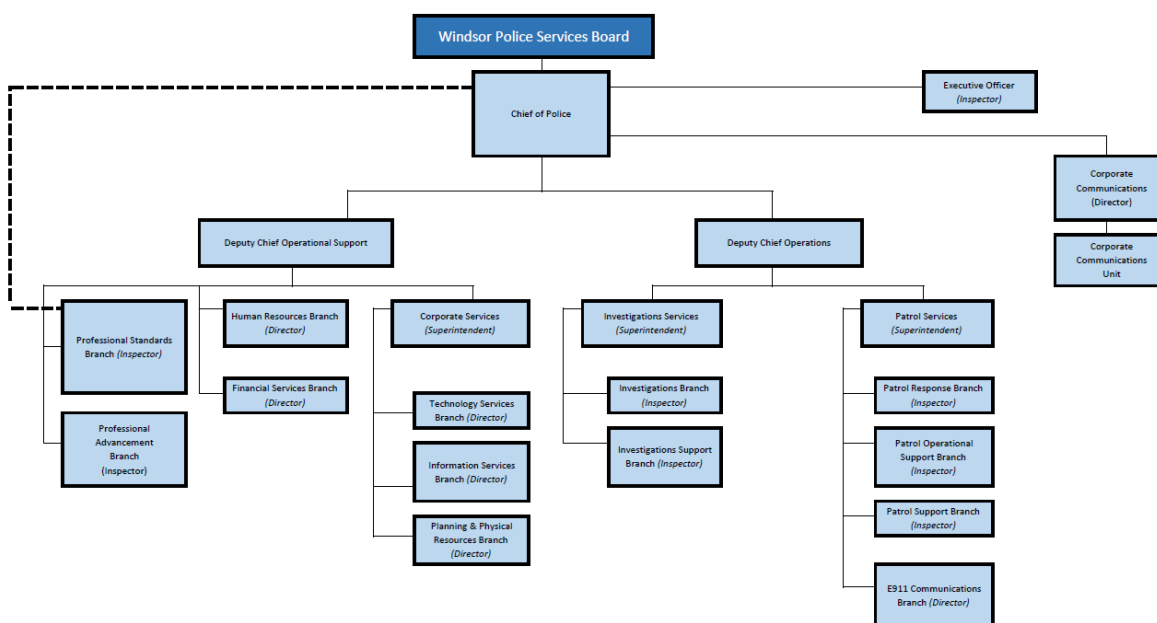 Windsor Police Services Board
Chief of Police
Executive Officer
(Inspector)
Corporate
Communications
(Director)
Corporate
Communications
Unit
Deputy Chief Operational Support
Deputy Chief Operations
Professional Standards
Branch (Inspector)
Professional
Advancement
Branch
(Inspector)
Human Resources Branch
(Director)
Financial Services Branch
(Director)
Corporate Services
(Superintendent)
Technology Services
Branch (Director)
Information Services
Branch (Director)
Planning & Physical
Resources Branch
(Director)
Investigations Services
(Superintendent)
Investigations Branch
(Inspector)
Investigations Support
Branch (Inspector)
Patrol Services
(Superintendent)
Patrol Response Branch
(Inspector)
Patrol Operational
Support Branch
(Inspector)
Patrol Support Branch
(Inspector)
E911 Communications
Branch (Director)